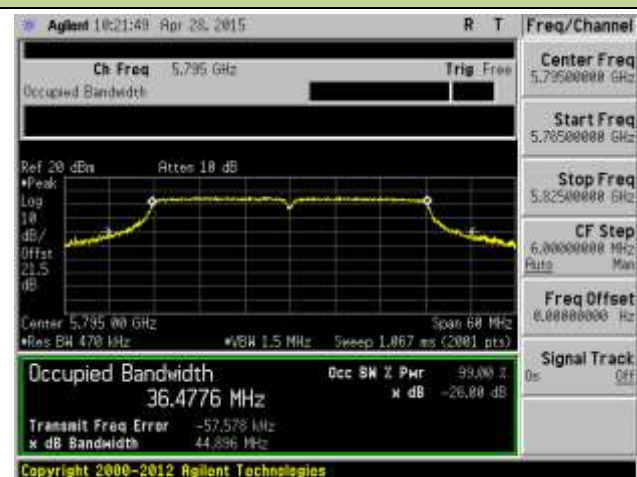 Agilent 10:21:49 Apr 28, 2015 R T
Freq/Channel
Ch Freq 5.795 GHz Trig Free
Occupied Bandwidth
Center Freq
5.79500000 GHz
Start Freq
5.76500000 GHz
Stop Freq
5.82500000 GHz
CF Step
6.00000000 MHz
Auto Man
Freq Offset
0.00000000 Hz
Signal Track
On Off
Ref 20 dBm Atten 10 dB
#Peak
Log
10
dB/
Offst
21.5
dB
Center 5.795 00 GHz Span 60 MHz
#Res BW 470 kHz #VBW 1.5 MHz Sweep 1.067 ms (2001 pts)
Occupied Bandwidth Occ BW % Pwr 99.00 %
36.4776 MHz x dB -26.00 dB
Transmit Freq Error -57.578 kHz
x dB Bandwidth 44.896 MHz
Copyright 2000-2012 Agilent Technologies